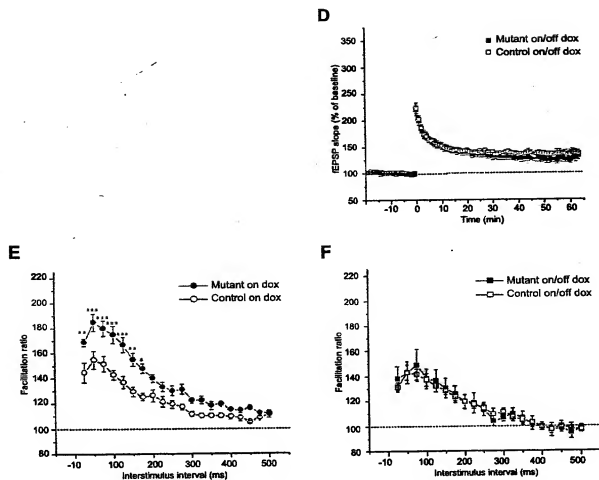 D
Mutant on/off dox
Control on/off dox
fEPSP slope (% of baseline)
350
300
250
200
150
100
-10 0 10 20 30 40 50 60
Time (min)
E
Mutant on dox
Control on dox
Facilitation ratio
220
200
180
160
140
120
100
80
** *** *** *** *** ** *
-10 100 200 300 400 500
Interstimulus interval (ms)
F
Mutant on/off dox
Control on/off dox
Facilitation ratio
220
200
180
160
140
120
100
80
-10 100 200 300 400 500
Interstimulus interval (ms)